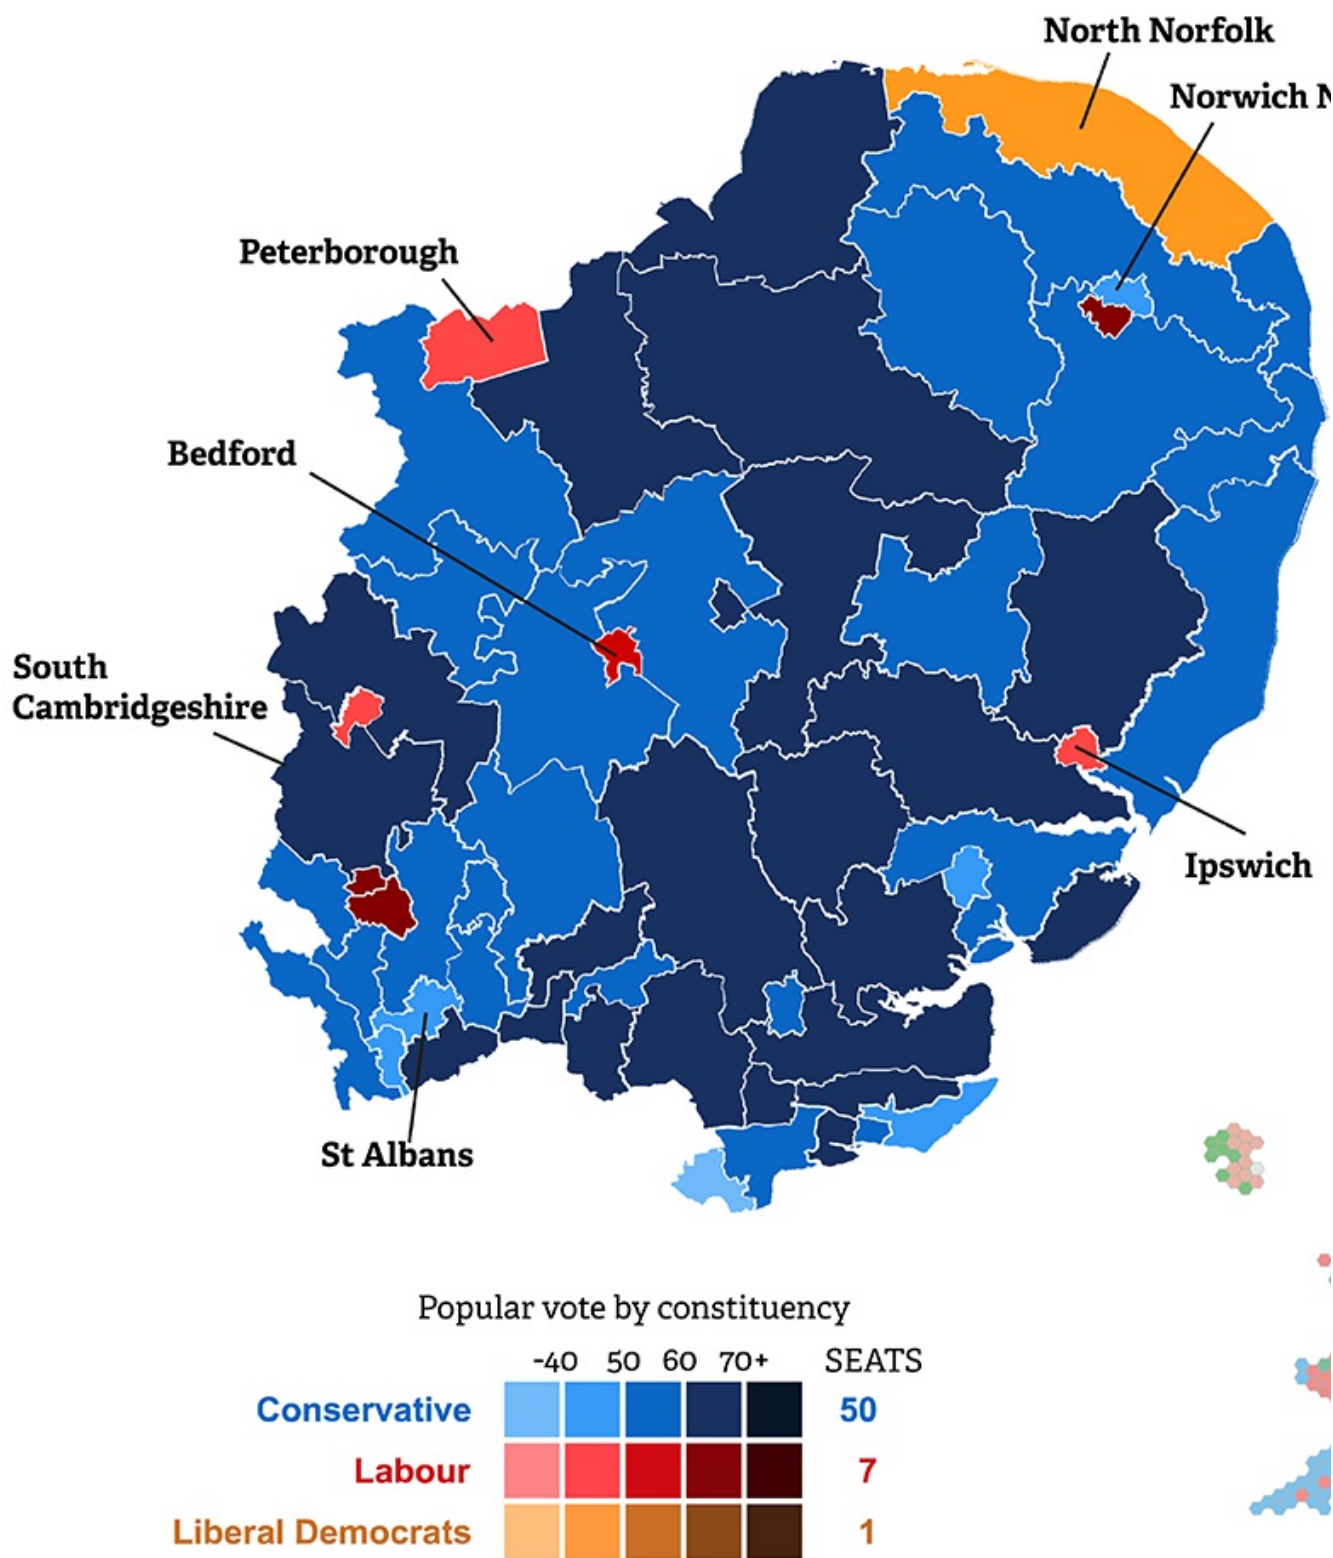 North Norfolk
Norwich N
Peterborough
Bedford
South
Cambridgeshire
Ipswich
St Albans
Popular vote by constituency
-40 50 60 70+ SEATS
Conservative 50
Labour 7
Liberal Democrats 1